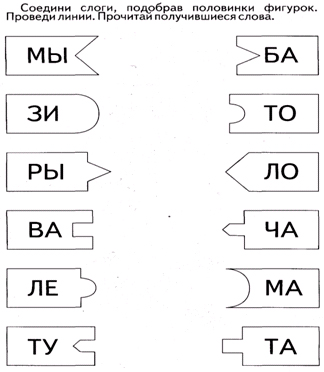 Соедини слоги, подобрав половинки фигурок.
Проведи линии. Прочитай получившиеся слова.
МЫ БА
ЗИ ТО
РЫ ЛО
ВА ЧА
ЛЕ МА
ТУ ТА